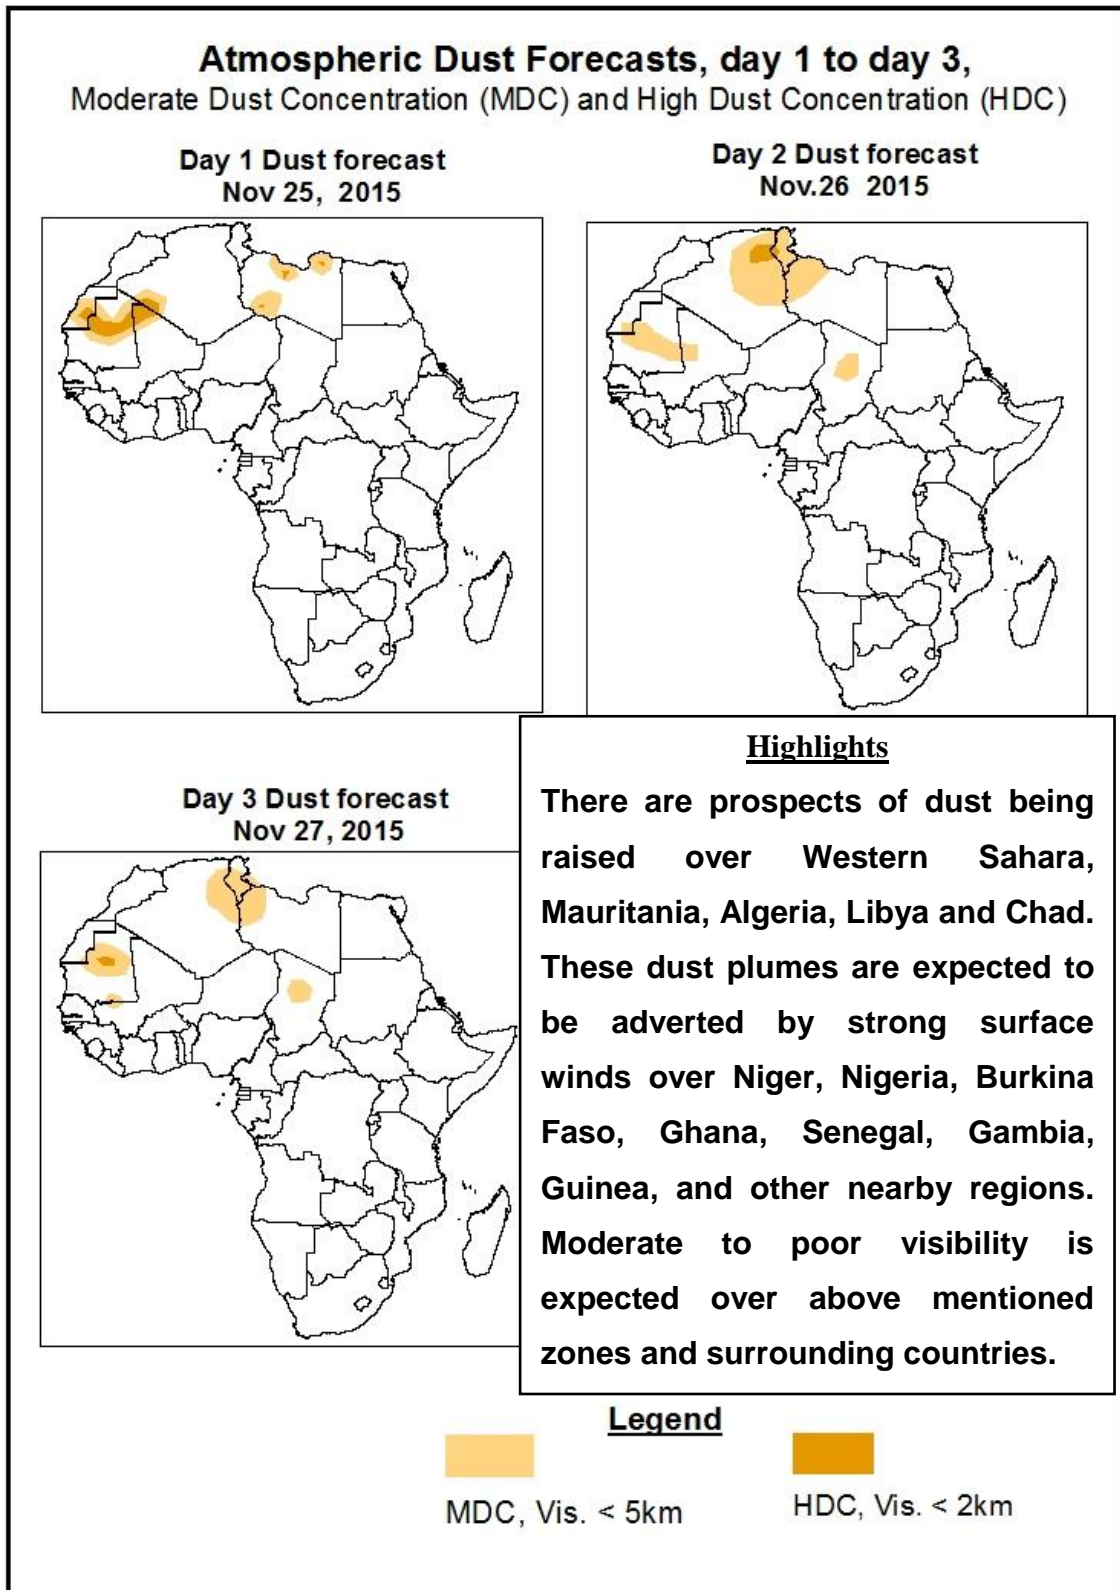 Atmospheric Dust Forecasts, day 1 to day 3,
Moderate Dust Concentration (MDC) and High Dust Concentration (HDC)
Day 1 Dust forecast
Nov 25, 2015
Day 2 Dust forecast
Nov.26 2015
Day 3 Dust forecast
Nov 27, 2015
Highlights
There are prospects of dust being
raised over Western Sahara,
Mauritania, Algeria, Libya and Chad.
These dust plumes are expected to
be adverted by strong surface
winds over Niger, Nigeria, Burkina
Faso, Ghana, Senegal, Gambia,
Guinea, and other nearby regions.
Moderate to poor visibility is
expected over above mentioned
zones and surrounding countries.
Legend
MDC, Vis. < 5km
HDC, Vis. < 2km